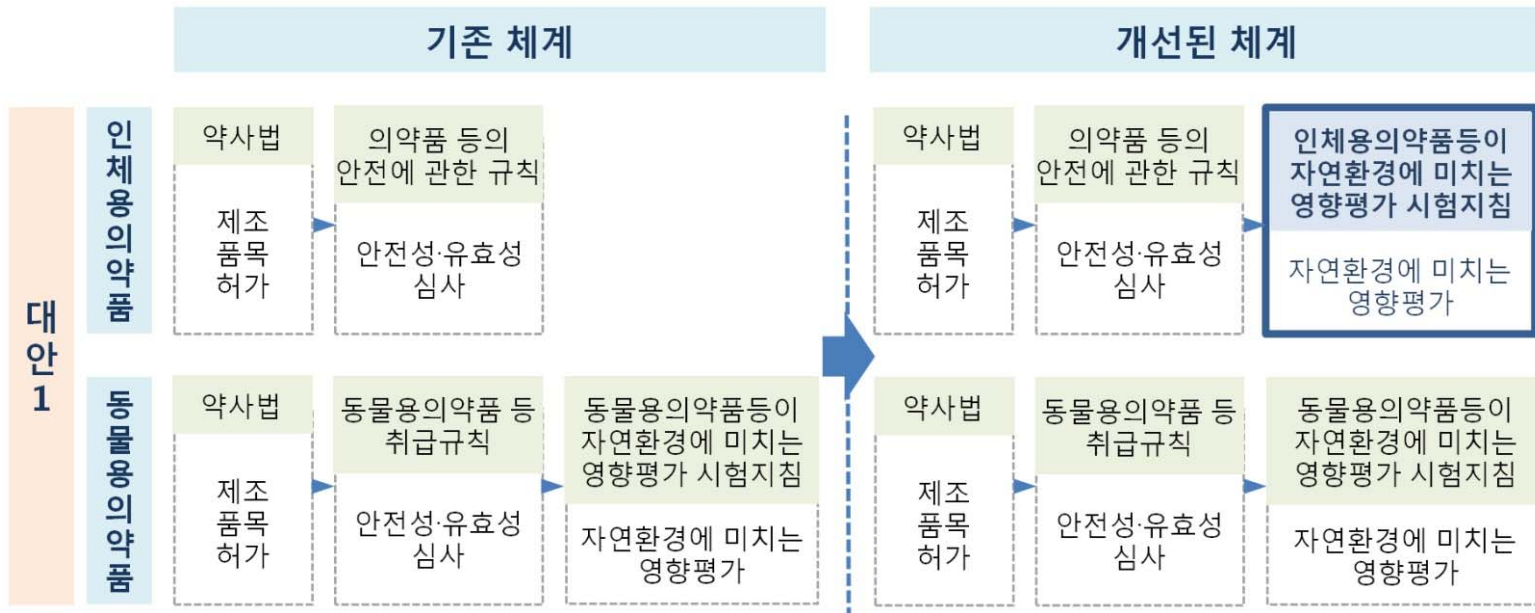 기존 체계
개선된 체계
대안1
인체용의약품
약사법
제조
품목
허가
의약품 등의
안전에 관한 규칙
안전성·유효성
심사
약사법
제조
품목
허가
의약품 등의
안전에 관한 규칙
안전성·유효성
심사
인체용의약품등이
자연환경에 미치는
영향평가 시험지침
자연환경에 미치는
영향평가
동물용의약품
약사법
제조
품목
허가
동물용의약품 등
취급규칙
안전성·유효성
심사
동물용의약품등이
자연환경에 미치는
영향평가 시험지침
자연환경에 미치는
영향평가
약사법
제조
품목
허가
동물용의약품 등
취급규칙
안전성·유효성
심사
동물용의약품등이
자연환경에 미치는
영향평가 시험지침
자연환경에 미치는
영향평가